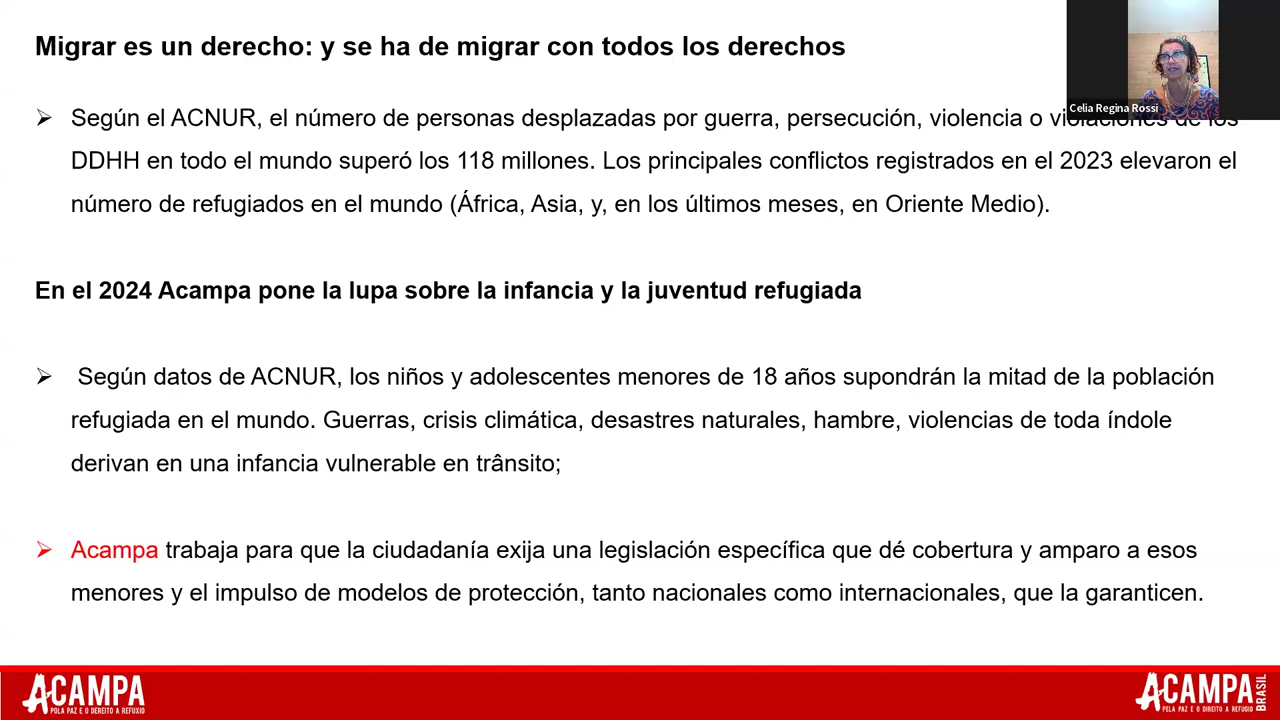 Migrar es un derecho: y se ha de migrar con todos los derechos
Celia Regina Rossi
Según el ACNUR, el número de personas desplazadas por guerra, persecución, violencia o violaciones de los
DDHH en todo el mundo superó los 118 millones. Los principales conflictos registrados en el 2023 elevaron el
número de refugiados en el mundo (África, Asia, y, en los últimos meses, en Oriente Medio).
En el 2024 Acampa pone la lupa sobre la infancia y la juventud refugiada
Según datos de ACNUR, los niños y adolescentes menores de 18 años supondrán la mitad de la población
refugiada en el mundo. Guerras, crisis climática, desastres naturales, hambre, violencias de toda índole
derivan en una infancia vulnerable en trânsito;
Acampa trabaja para que la ciudadanía exija una legislación específica que dé cobertura y amparo a esos
menores y el impulso de modelos de protección, tanto nacionales como internacionales, que la garanticen.
ACAMPA
POLA PAZ E O DEREITO A REFUXIO
ACAMPA BRASIL
PELA PAZ E O DIREITO A REFUGIO